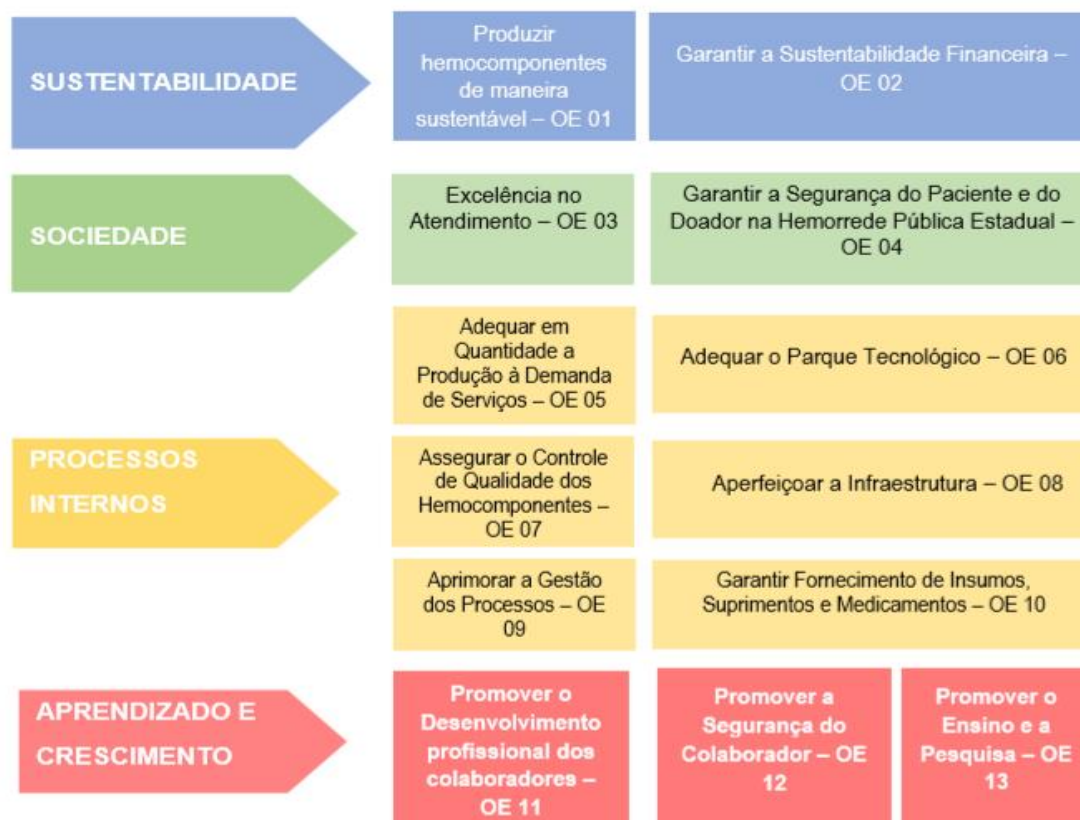 SUSTENTABILIDADE
Produzir
hemocomponentes
de maneira
sustentável – OE 01
Garantir a Sustentabilidade Financeira –
OE 02
SOCIEDADE
Excelência no
Atendimento – OE 03
Garantir a Segurança do Paciente e do
Doador na Hemorrede Pública Estadual –
OE 04
PROCESSOS
INTERNOS
Adequar em
Quantidade a
Produção à Demanda
de Serviços – OE 05
Adequar o Parque Tecnológico – OE 06
Assegurar o Controle
de Qualidade dos
Hemocomponentes –
OE 07
Aperfeiçoar a Infraestrutura – OE 08
Aprimorar a Gestão
dos Processos – OE
09
Garantir Fornecimento de Insumos,
Suprimentos e Medicamentos – OE 10
APRENDIZADO E
CRESCIMENTO
Promover o
Desenvolvimento
profissional dos
colaboradores –
OE 11
Promover a
Segurança do
Colaborador – OE
12
Promover o
Ensino e a
Pesquisa – OE
13